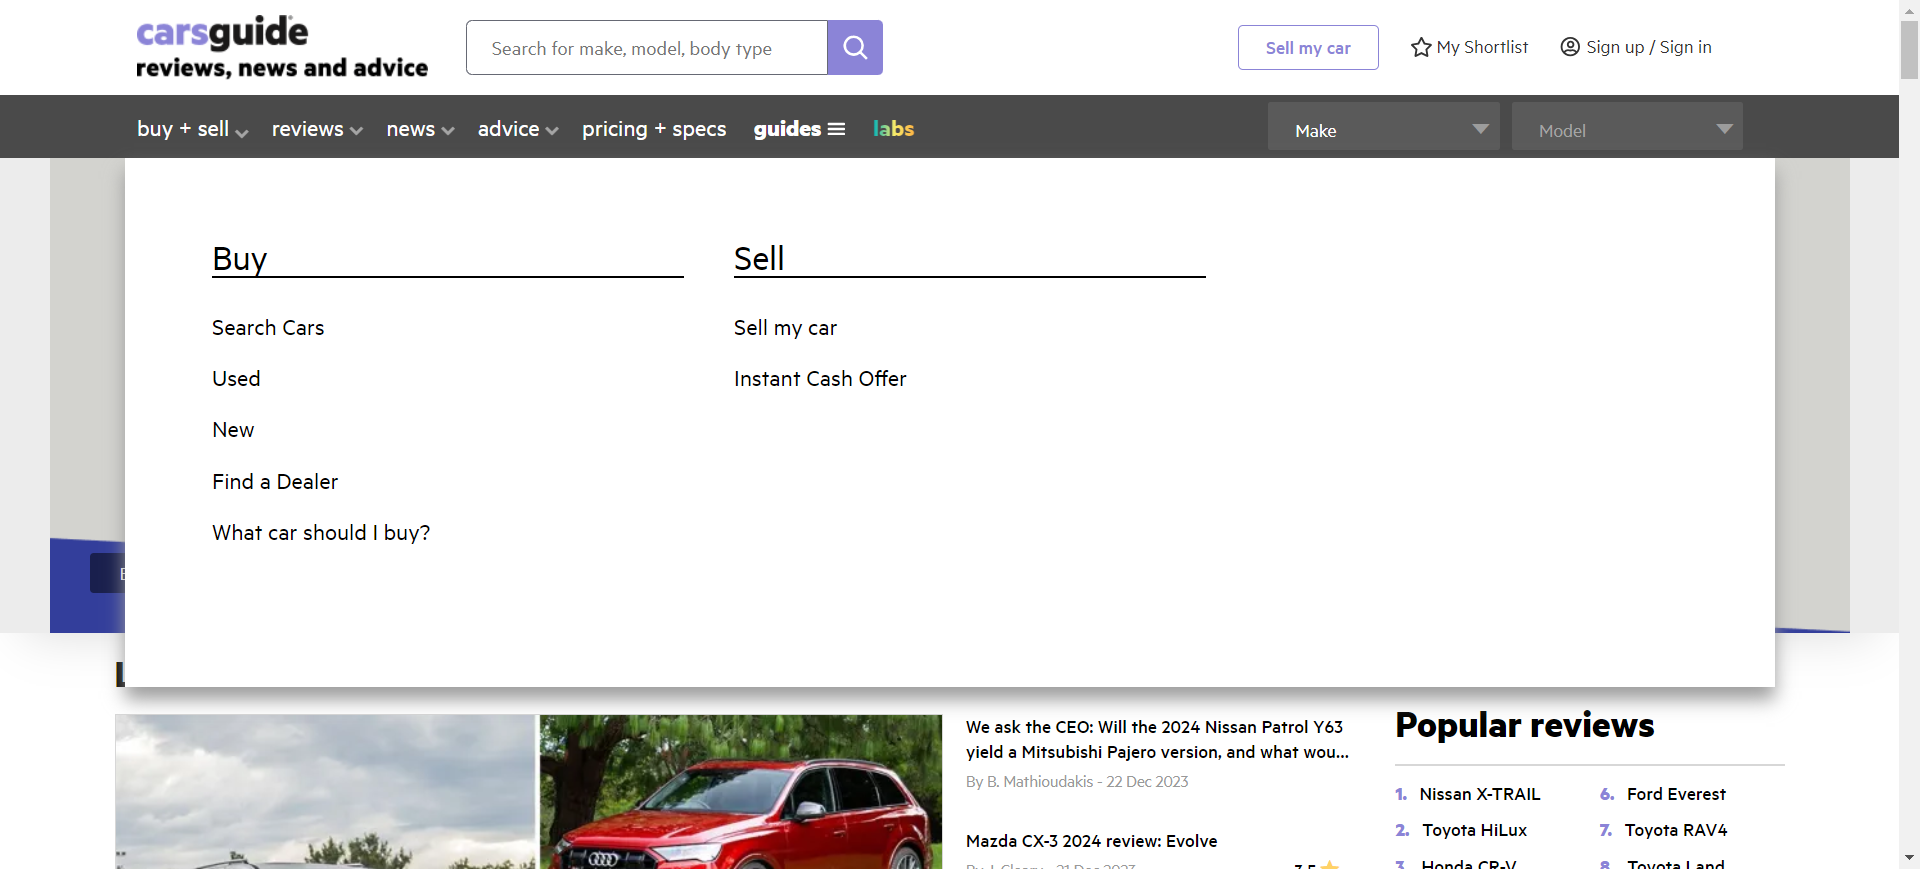 carsguide
reviews, news and advice
Search for make, model, body type
Sell my car
My Shortlist
Sign up / Sign in
buy + sell
reviews
news
advice
pricing + specs
guides
labs
Make
Model
Buy
Search Cars
Used
New
Find a Dealer
What car should I buy?
Sell
Sell my car
Instant Cash Offer
We ask the CEO: Will the 2024 Nissan Patrol Y63
yield a Mitsubishi Pajero version, and what wou...
By B. Mathioudakis - 22 Dec 2023
Mazda CX-3 2024 review: Evolve
Popular reviews
1. Nissan X-TRAIL
2. Toyota HiLux
3. Honda CR-V
6. Ford Everest
7. Toyota RAV4
8. Toyota Land